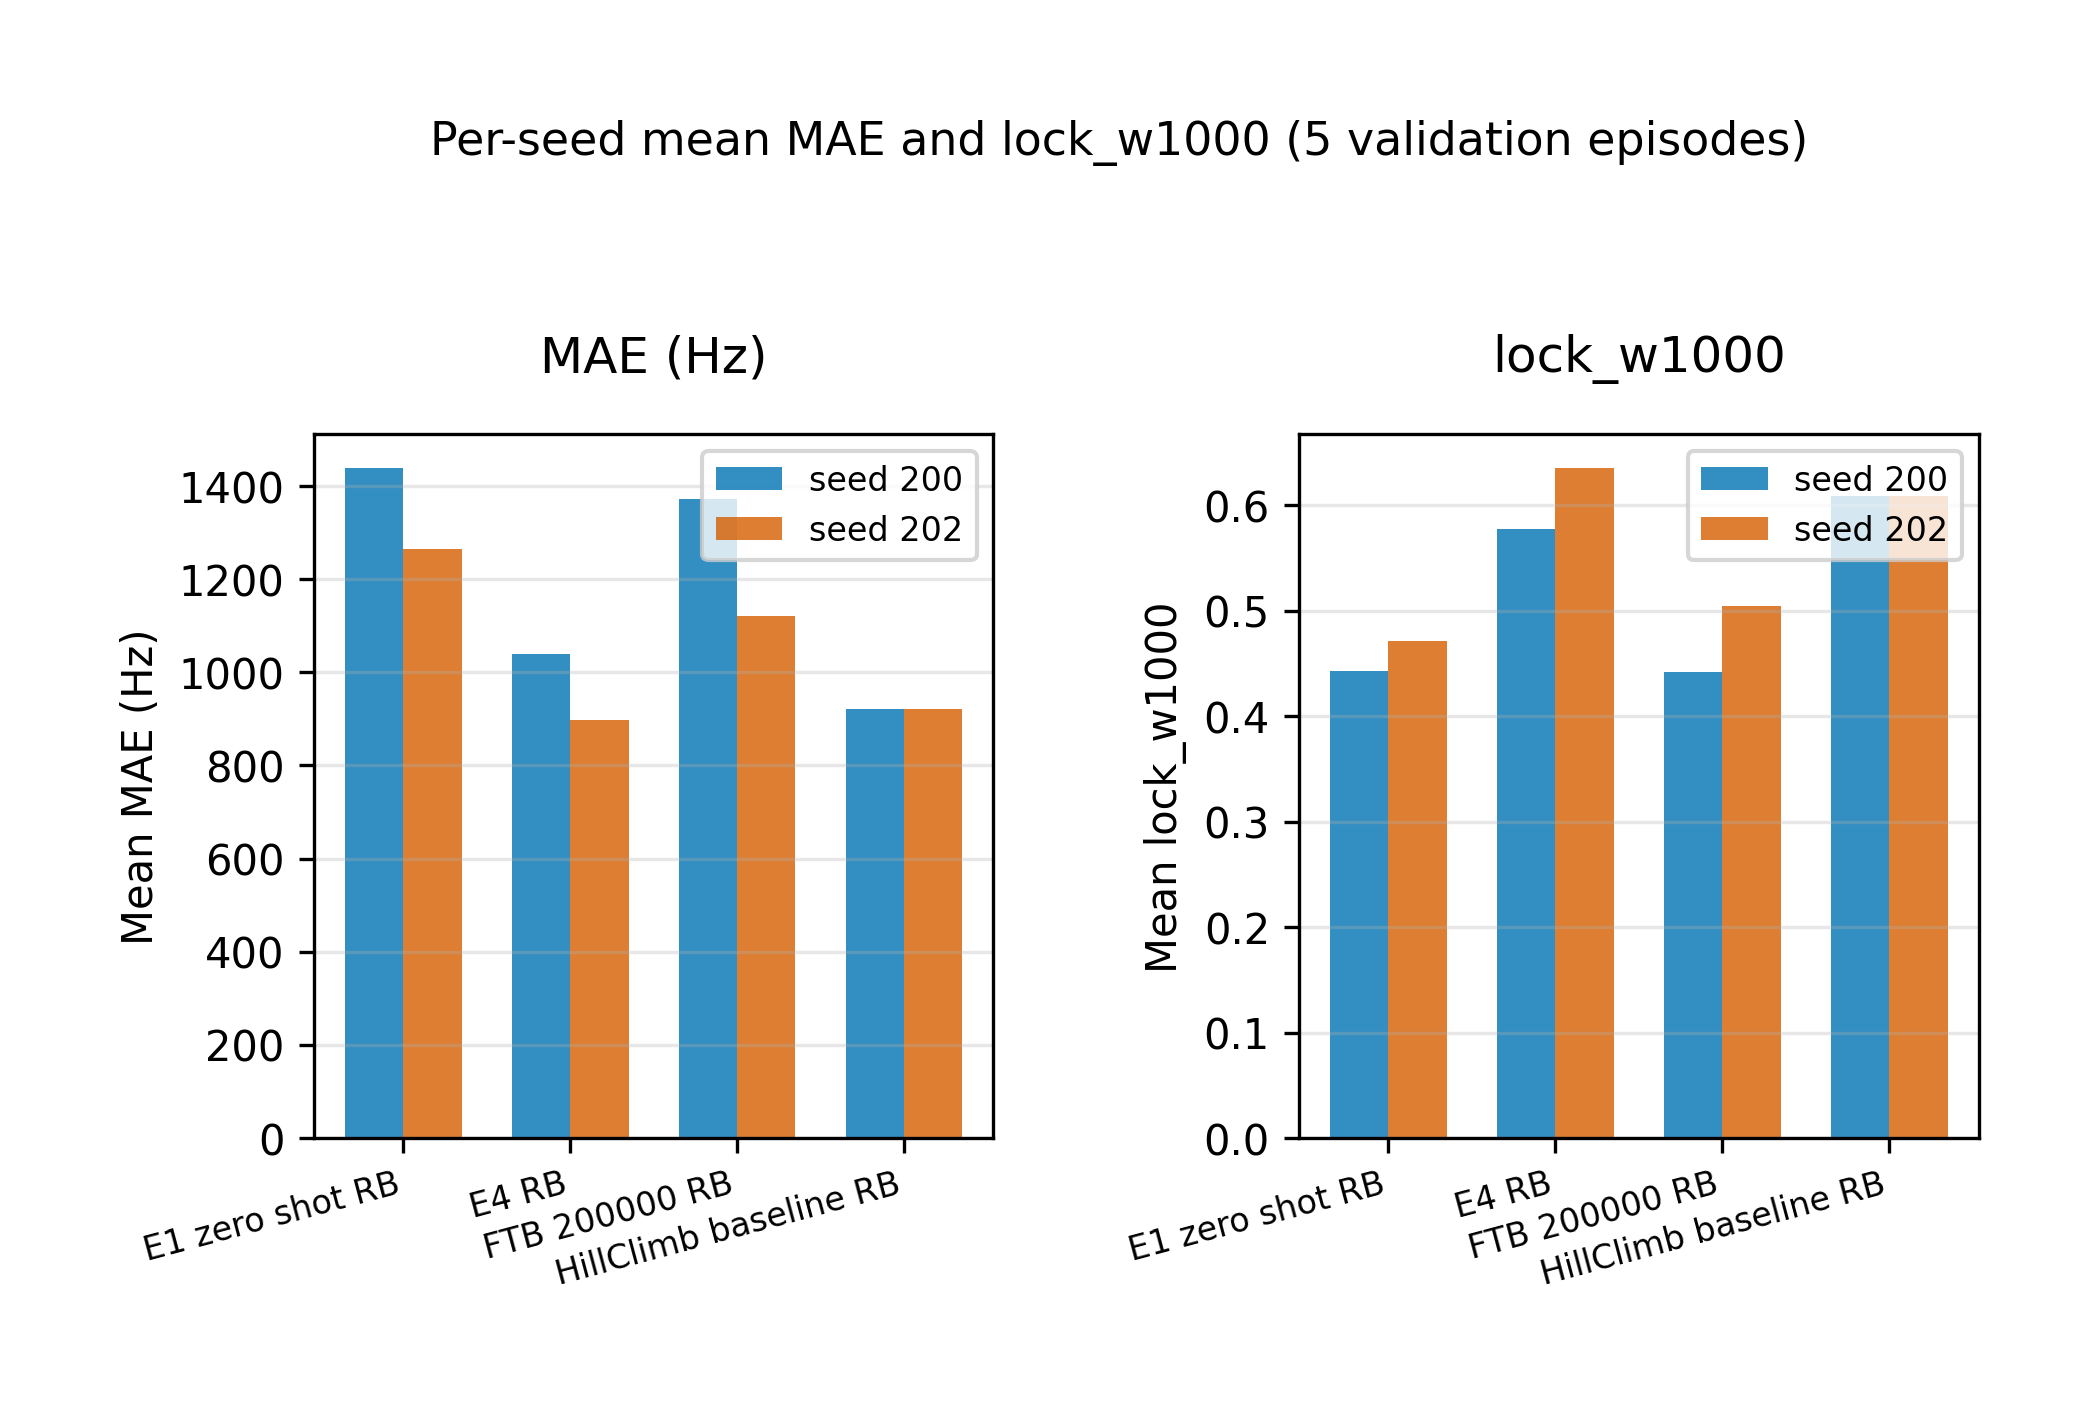 Per-seed mean MAE and lock_w1000 (5 validation episodes)
MAE (Hz)
Mean MAE (Hz)
1400
1200
1000
800
600
400
200
0
seed 200
seed 202
E1 zero shot RB
E4 RB
FTB 200000 RB
HillClimb baseline RB
lock_w1000
Mean lock_w1000
0.6
0.5
0.4
0.3
0.2
0.1
0.0
seed 200
seed 202
E1 zero shot RB
E4 RB
FTB 200000 RB
HillClimb baseline RB